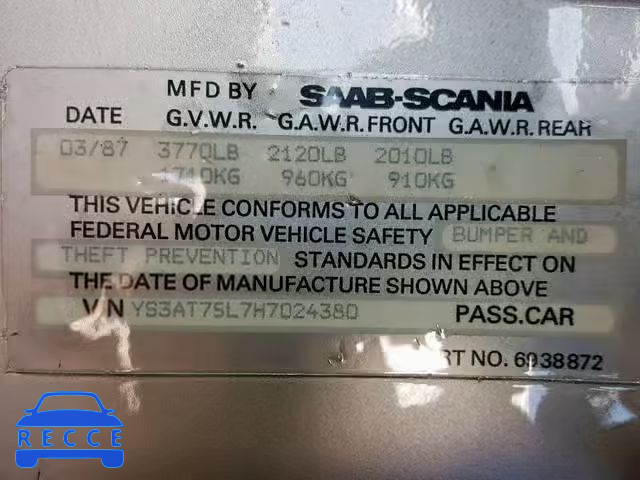 MFD BY SAAB-SCANIA
DATE G.V.W.R. G.A.W.R. FRONT G.A.W.R. REAR
03/87 3770LB 2120LB 2010LB
1710KG 960KG 910KG
THIS VEHICLE CONFORMS TO ALL APPLICABLE
FEDERAL MOTOR VEHICLE SAFETY BUMPER AND
THEFT PREVENTION STANDARDS IN EFFECT ON
THE DATE OF MANUFACTURE SHOWN ABOVE
VIN YS3AT75L7H7024380 PASS.CAR
RT NO. 6938872
RECCE